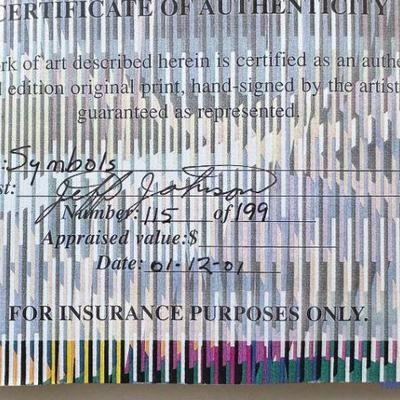 CERTIFICATE OF AUTHENTICITY
ork of art described herein is certified as an authe
l edition original print, hand-signed by the artist
guaranteed as represented.
:Symbols
st: Jeff Johnson
Number: 115 of 199
Appraised value:$
Date: 01-12-01
FOR INSURANCE PURPOSES ONLY.